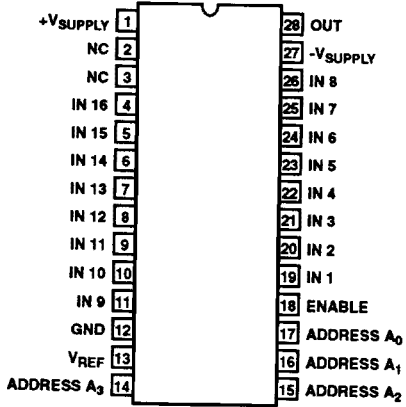 +VSUPPLY 1
NC 2
NC 3
IN 16 4
IN 15 5
IN 14 6
IN 13 7
IN 12 8
IN 11 9
IN 10 10
IN 9 11
GND 12
VREF 13
ADDRESS A3 14
28 OUT
27 -VSUPPLY
26 IN 8
25 IN 7
24 IN 6
23 IN 5
22 IN 4
21 IN 3
20 IN 2
19 IN 1
18 ENABLE
17 ADDRESS A0
16 ADDRESS A1
15 ADDRESS A2